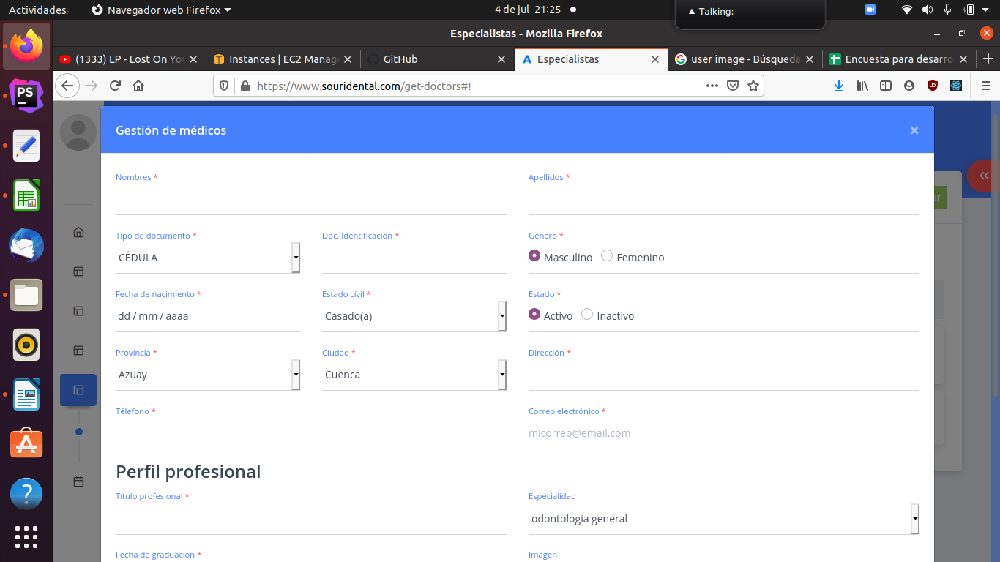 Actividades Navegador web Firefox 4 de jul 21:25 Talking:
Especialistas - Mozilla Firefox
(1333) LP - Lost On You Instances | EC2 Manage GitHub Especialistas user image - Búsqueda Encuesta para desarrol
https://www.souridental.com/get-doctors#!
Gestión de médicos ×
Nombres * Apellidos *
Tipo de documento * Doc. Identificación * Género *
CÉDULA Masculino Femenino
Fecha de nacimiento * Estado cívil * Estado *
dd / mm / aaaa Casado(a) Activo Inactivo
Provincia * Ciudad * Dirección *
Azuay Cuenca
Télefono * Correp electrónico *
micorreo@email.com
Perfil profesional
Título profesional * Especialidad
odontologia general
Fecha de graduación * Imagen